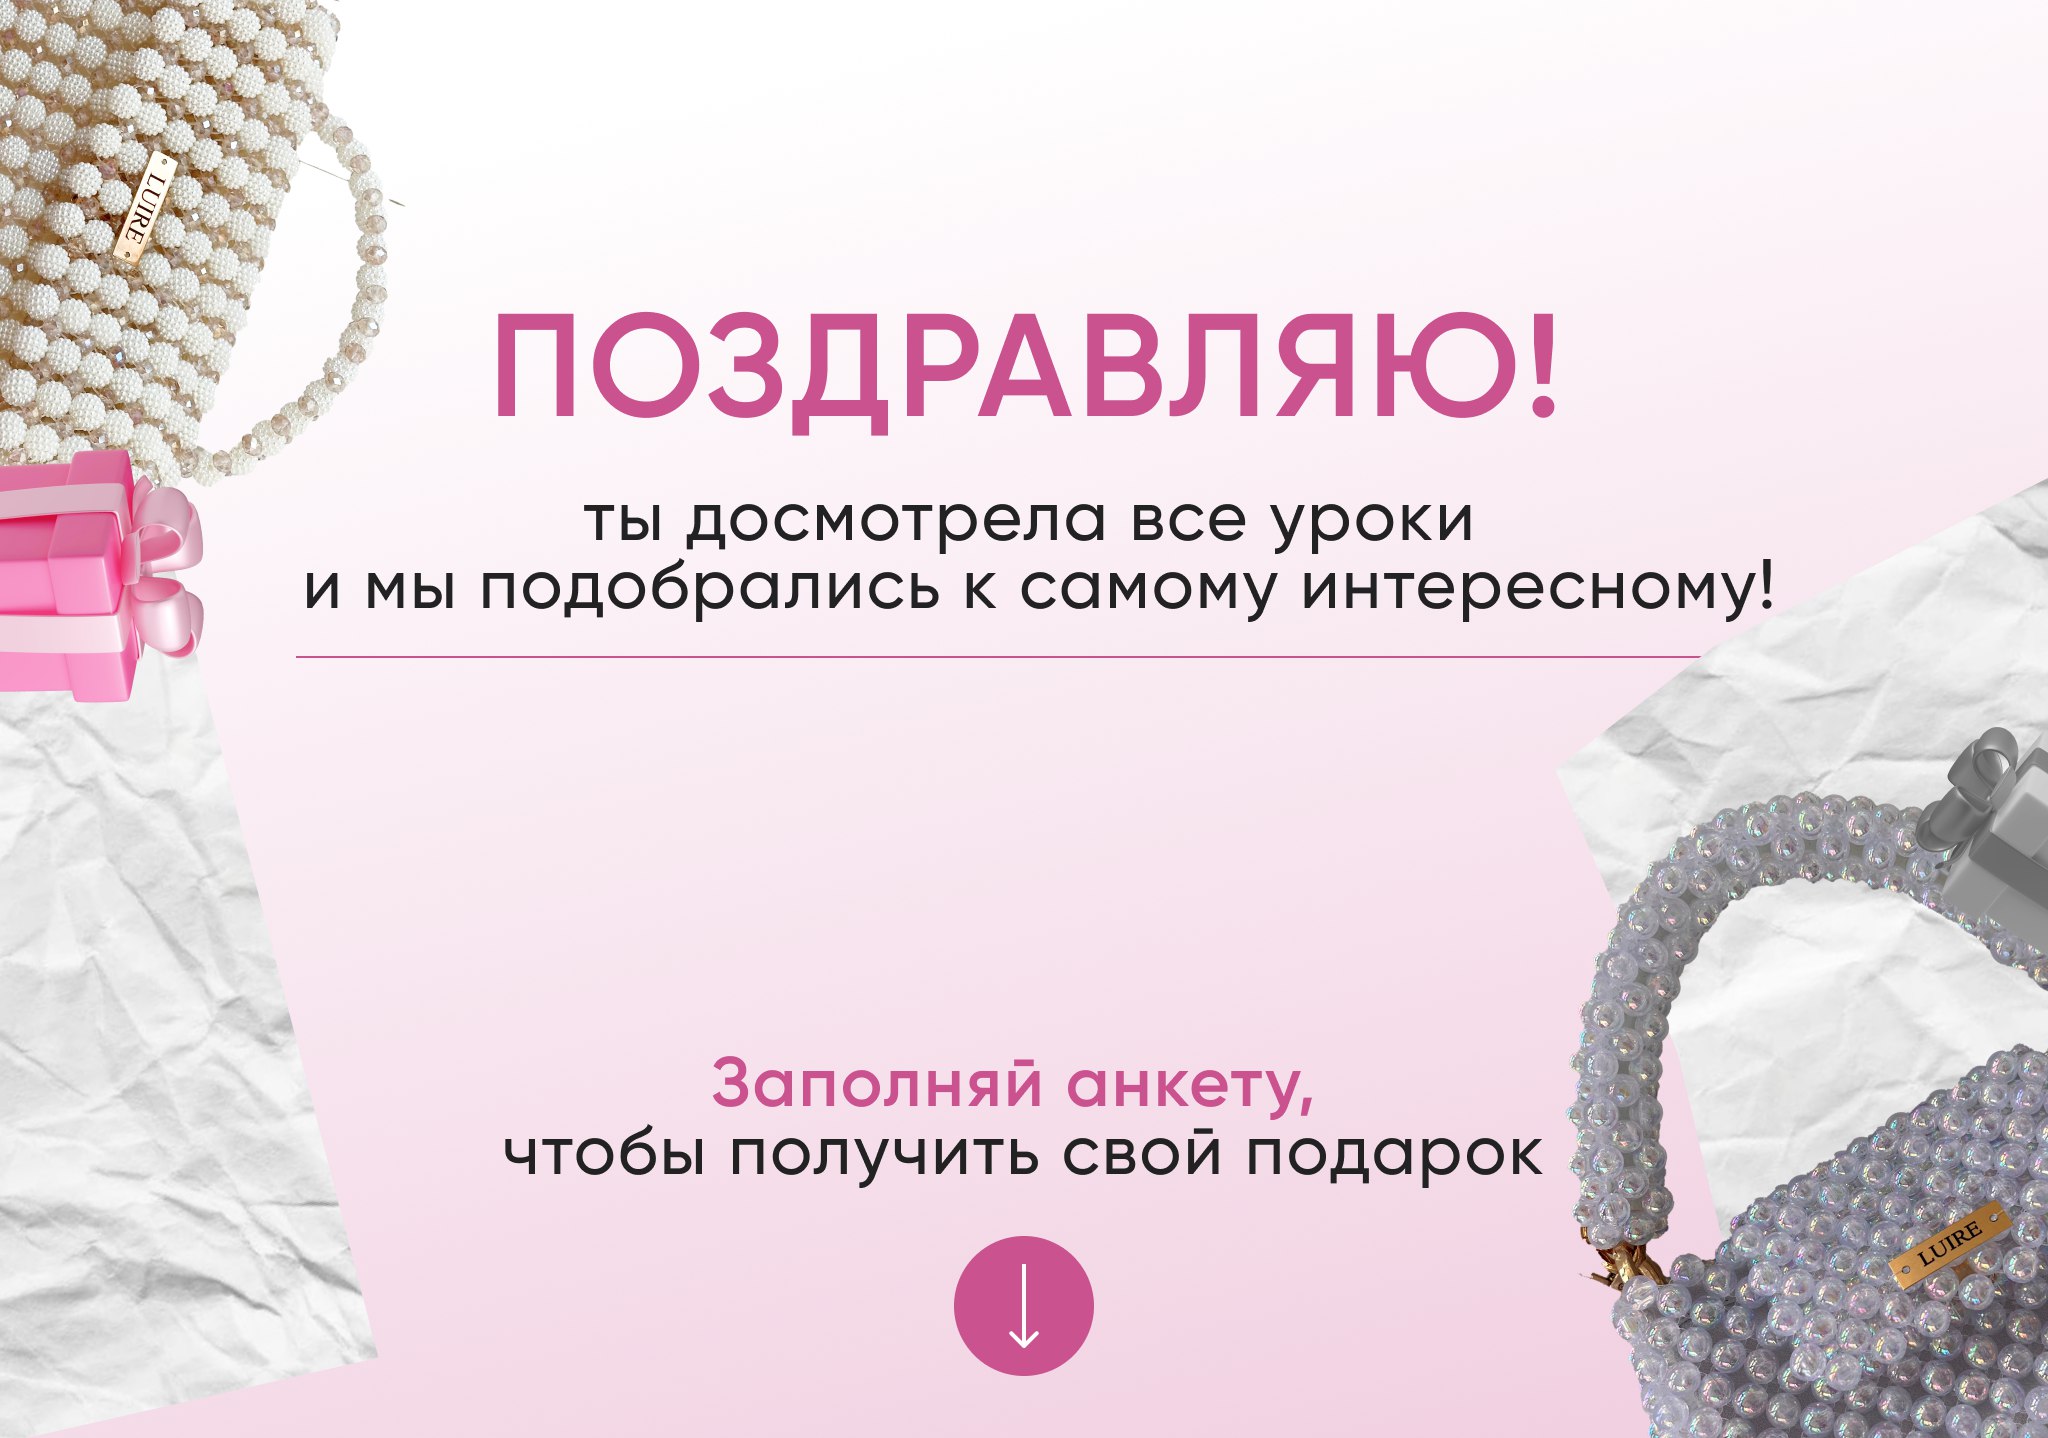 LUIRE
ПОЗДРАВЛЯЮ!
ты досмотрела все уроки
и мы подобрались к самому интересному!
Заполняй анкету,
чтобы получить свой подарок
LUIRE